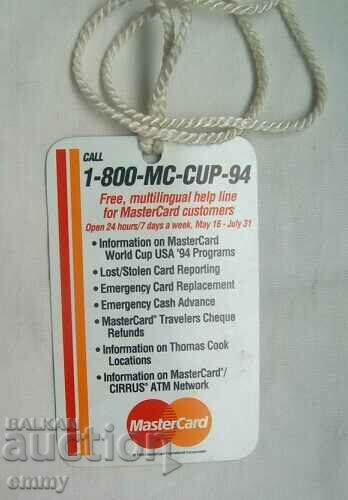 CALL
1-800-MC-CUP-94
Free, multilingual help line
for MasterCard customers
Open 24 hours/7 days a week, May 16 - July 31
• Information on MasterCard
World Cup USA '94 Programs
• Lost/Stolen Card Reporting
• Emergency Card Replacement
• Emergency Cash Advance
• MasterCard® Travelers Cheque
Refunds
• Information on Thomas Cook
Locations
• Information on MasterCard®/
CIRRUS® ATM Network
MasterCard
БАЛКАН
auction
emmy